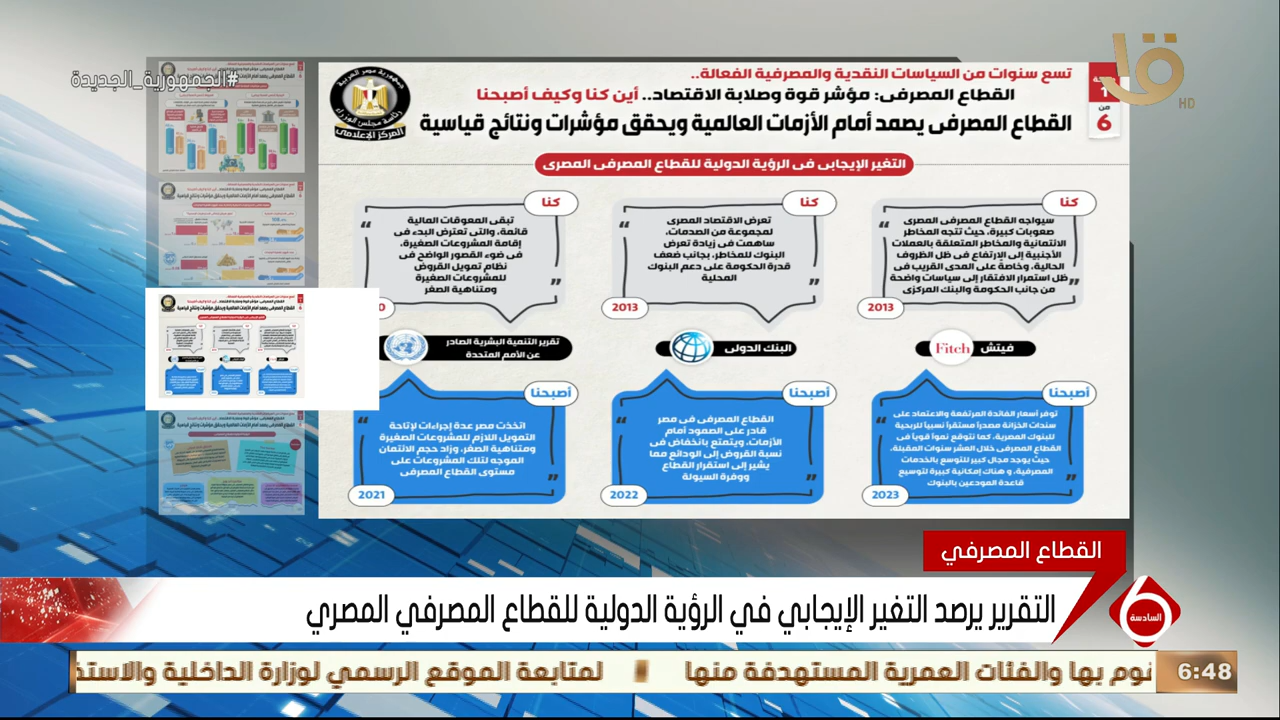 #الجمهورية_الجديدة
HD
تسع سنوات من السياسات النقدية والمصرفية الفعالة..
القطاع المصرفى: مؤشر قوة وصلابة الاقتصاد.. أين كنا وكيف أصبحنا
القطاع المصرفى يصمد أمام الأزمات العالمية ويحقق مؤشرات ونتائج قياسية
من
6
جمهورية مصر العربية
رئاسة مجلس الوزراء
المركز الإعلامى
التغير الإيجابى فى الرؤية الدولية للقطاع المصرفى المصرى
كنا
سيواجه القطاع المصرفى المصرى
صعوبات كبيرة، حيث تتجه المخاطر
الائتمانية والمخاطر المتعلقة بالعملات
الأجنبية إلى الإرتفاع فى ظل الظروف
الحالية، وخاصة على المدى القريب فى
ظل استمرار الافتقار إلى سياسات واضحة
من جانب الحكومة والبنك المركزى
2013
فيتش
Fitch
أصبحنا
توفر أسعار الفائدة المرتفعة والاعتماد على
سندات الخزانة مصدراً مستقراً نسبياً للربحية
للبنوك المصرية، كما نتوقع نمواً قوياً فى
القطاع المصرفى خلال العشر سنوات المقبلة،
حيث يوجد مجال كبير للتوسع بالخدمات
المصرفية، و هناك إمكانية كبيرة لتوسيع
قاعدة المودعين بالبنوك
2023
كنا
تعرض الاقتصاد المصرى
لمجموعة من الصدمات،
ساهمت فى زيادة تعرض
البنوك للمخاطر، بجانب ضعف
قدرة الحكومة على دعم البنوك
المحلية
2013
البنك الدولى
أصبحنا
القطاع المصرفى فى مصر
قادر على الصمود أمام
الأزمات، ويتمتع بانخفاض فى
نسبة القروض إلى الودائع مما
يشير إلى استقرار القطاع
ووفرة السيولة
2022
كنا
تبقى المعوقات المالية
قائمة، والتى تعترض البدء فى
إقامة المشروعات الصغيرة،
فى ضوء القصور الواضح فى
نظام تمويل القروض
للمشروعات الصغيرة
ومتناهية الصغر
0
تقرير التنمية البشرية الصادر
عن الأمم المتحدة
أصبحنا
اتخذت مصر عدة إجراءات لإتاحة
التمويل اللازم للمشروعات الصغيرة
ومتناهية الصغر، وزاد حجم الائتمان
الموجه لتلك المشروعات على
مستوى القطاع المصرفى
2021
القطاع المصرفي
التقرير يرصد التغير الإيجابي في الرؤية الدولية للقطاع المصرفي المصري
السادسة
6:48
نوم بها والفئات العمرية المستهدفة منها
لمتابعة الموقع الرسمي لوزارة الداخلية